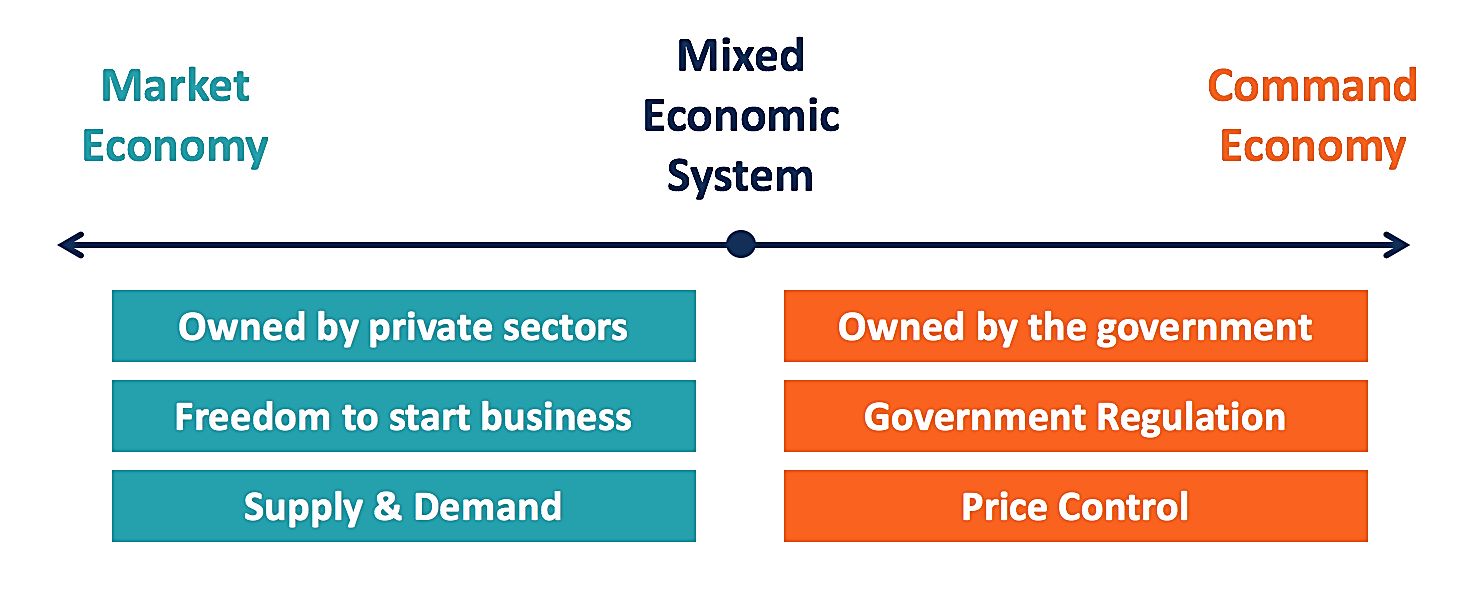 Market
Economy
Mixed
Economic
System
Command
Economy
Owned by private sectors
Freedom to start business
Supply & Demand
Owned by the government
Government Regulation
Price Control